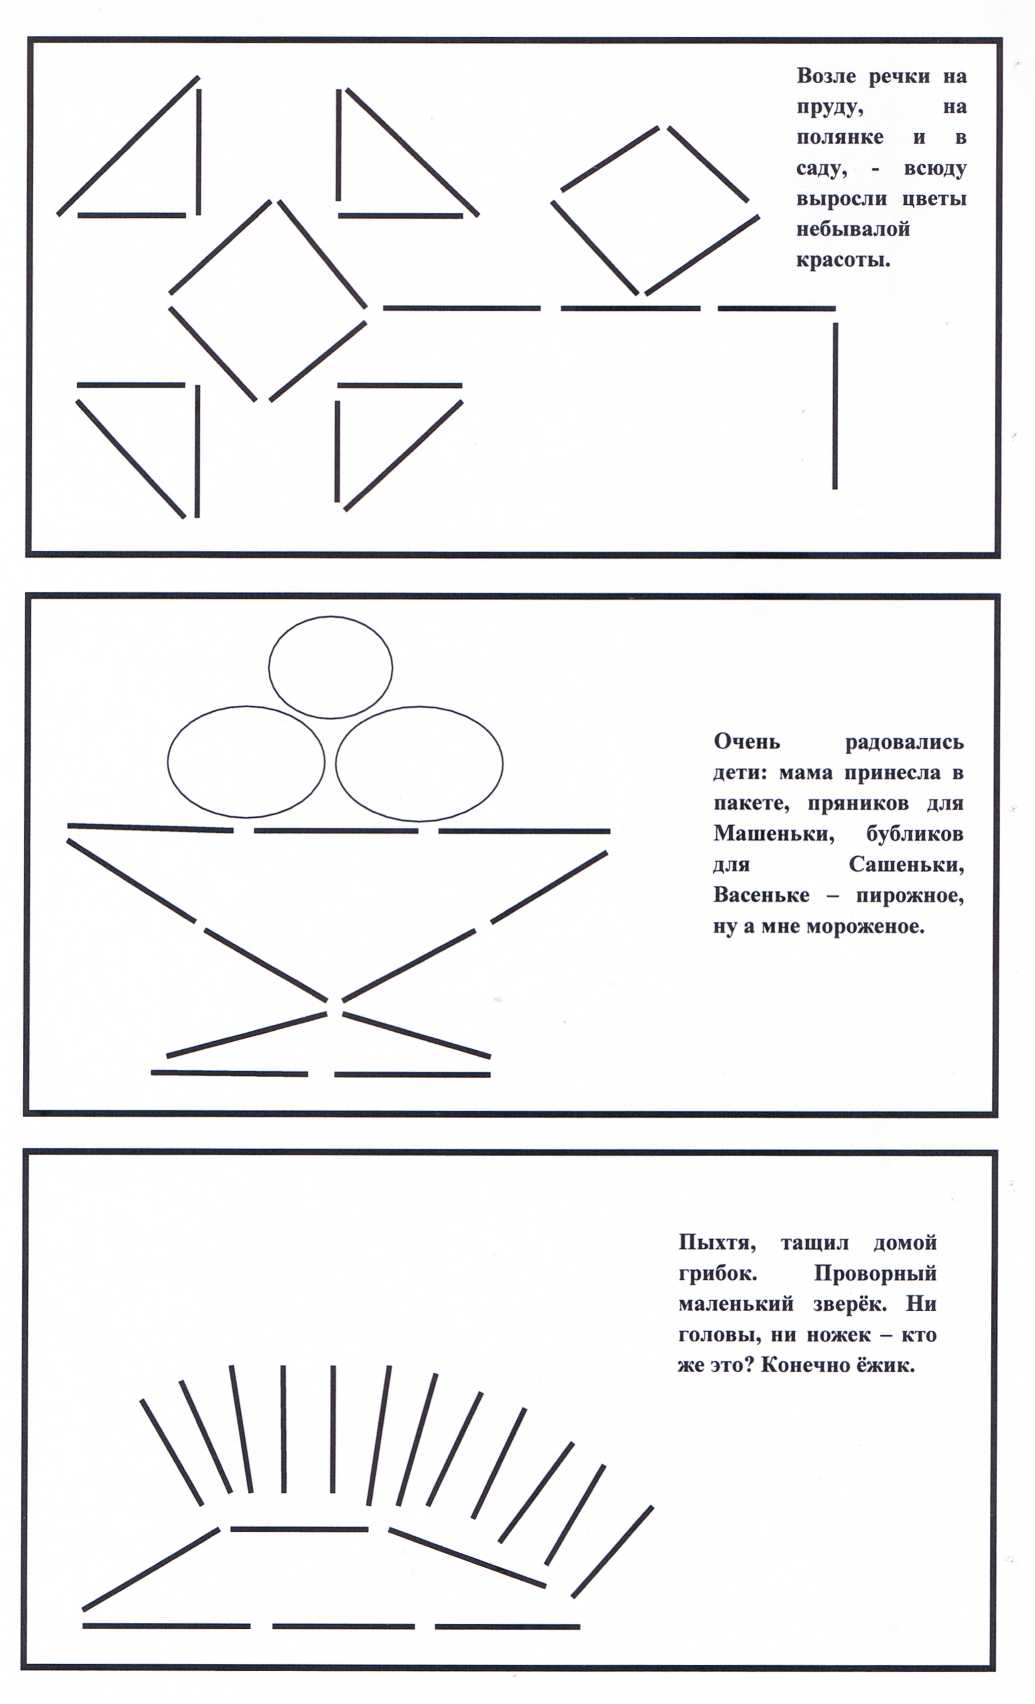 Возле речки на
пруду, на
полянке и в
саду, - всюду
выросли цветы
небывалой
красоты.
Очень радовались
дети: мама принесла в
пакете, пряников для
Машеньки, бубликов
для Сашеньки,
Васеньке – пирожное,
ну а мне мороженое.
Пыхтя, тащил домой
грибок. Проворный
маленький зверёк. Ни
головы, ни ножек – кто
же это? Конечно ёжик.